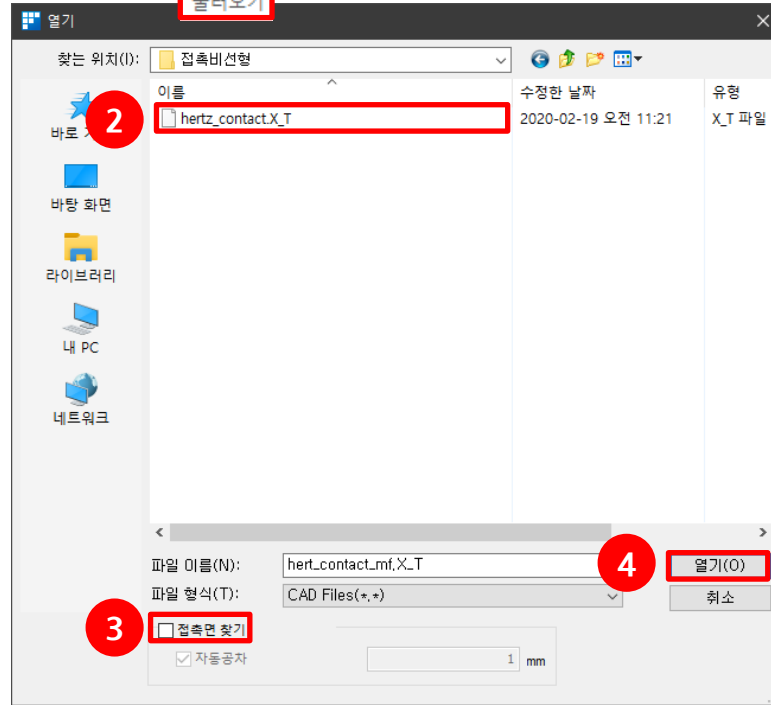 불러오기
열기
찾는 위치(I):
접촉비선형
이름
수정한 날짜
유형
hertz_contact.X_T
2020-02-19 오전 11:21
X_T 파일
2
바로
바탕 화면
라이브러리
내 PC
네트워크
파일 이름(N):
hert_contact_mf.X_T
4
열기(O)
파일 형식(T):
CAD Files(*.*)
취소
3
접촉면 찾기
자동공차
1 mm